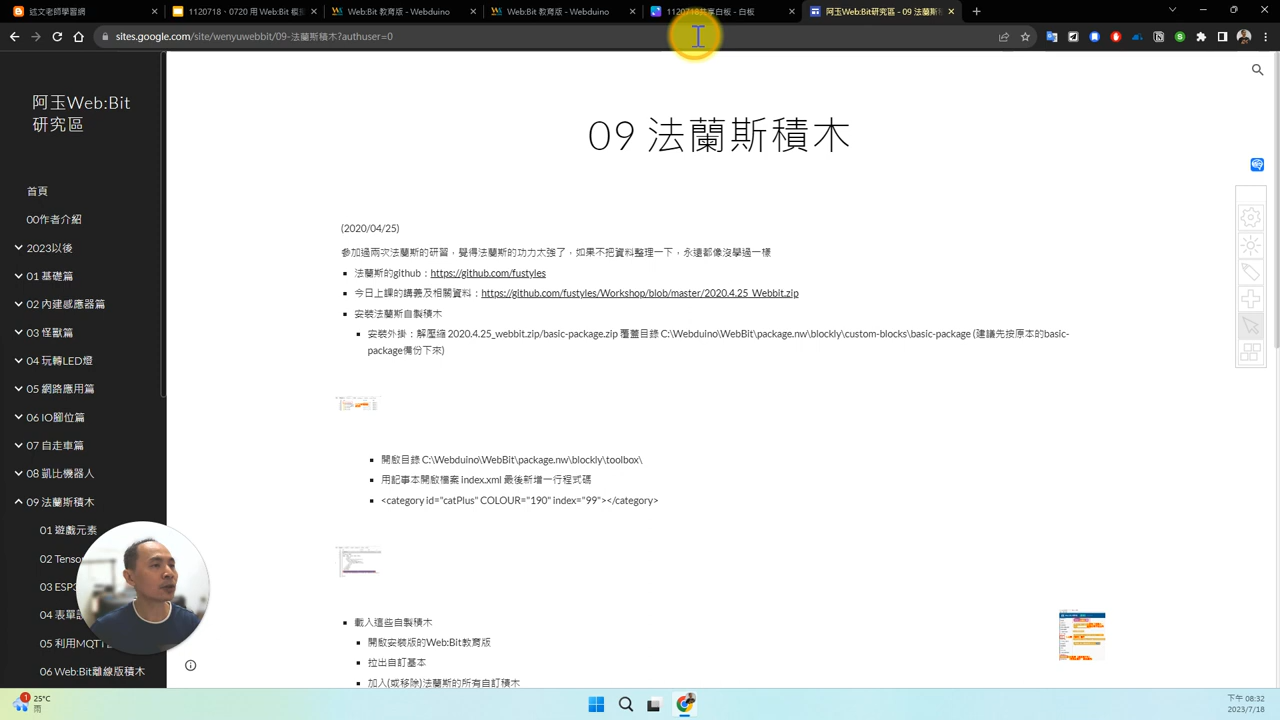 這丈老師學園網
1120718、0720 用 Web:Bit 模擬
Web:Bit 教育版 - Webduino
Web:Bit 教育版 - Webduino
1120718共享白板 - 白板
阿玉Web:Bit研究區 - 09 法蘭斯
sites.google.com/site/wenyuwebbit/09-法蘭斯積木?authuser=0
阿玉Web:Bit
研究區
首頁
00作者介紹
2023以後
01 基礎篇
02 內建感應器篇
03 怪獸篇
04 炫耳轉LED燈
05 網路應用篇
06 IO腳位篇
07 自走車篇
08 凱比機器人
09 法蘭斯積木
01 遊戲元素
02 Tenso
03 ESP3
04 表單
05 利用MQTT
06 Web:Bit
09 法蘭斯積木
(2020/04/25)
參加過兩次法蘭斯的研習，覺得法蘭斯的功力太強了，如果不把資料整理一下，永遠都像沒學過一樣
法蘭斯的github：https://github.com/fustyles
今日上課的講義及相關資料：https://github.com/fustyles/Workshop/blob/master/2020.4.25_Webbit.zip
安裝法蘭斯自製積木
安裝外掛：解壓縮 2020.4.25_webbit.zip/basic-package.zip 覆蓋目錄 C:\Webduino\WebBit\package.nw\blockly\custom-blocks\basic-package (建議先按原本的basic-
package備份下來)
開啟目錄 C:\Webduino\WebBit\package.nw\blockly\toolbox\
用記事本開啟檔案 index.xml 最後新增一行程式碼
<category id="catPlus" COLOUR="190" index="99"></category>
載入這些自製積木
開啟安裝版的Web:Bit教育版
拉出自訂基本
加入(或移除)法蘭斯的所有自訂積木
1
25°C
雨
下午 08:32
2023/7/18